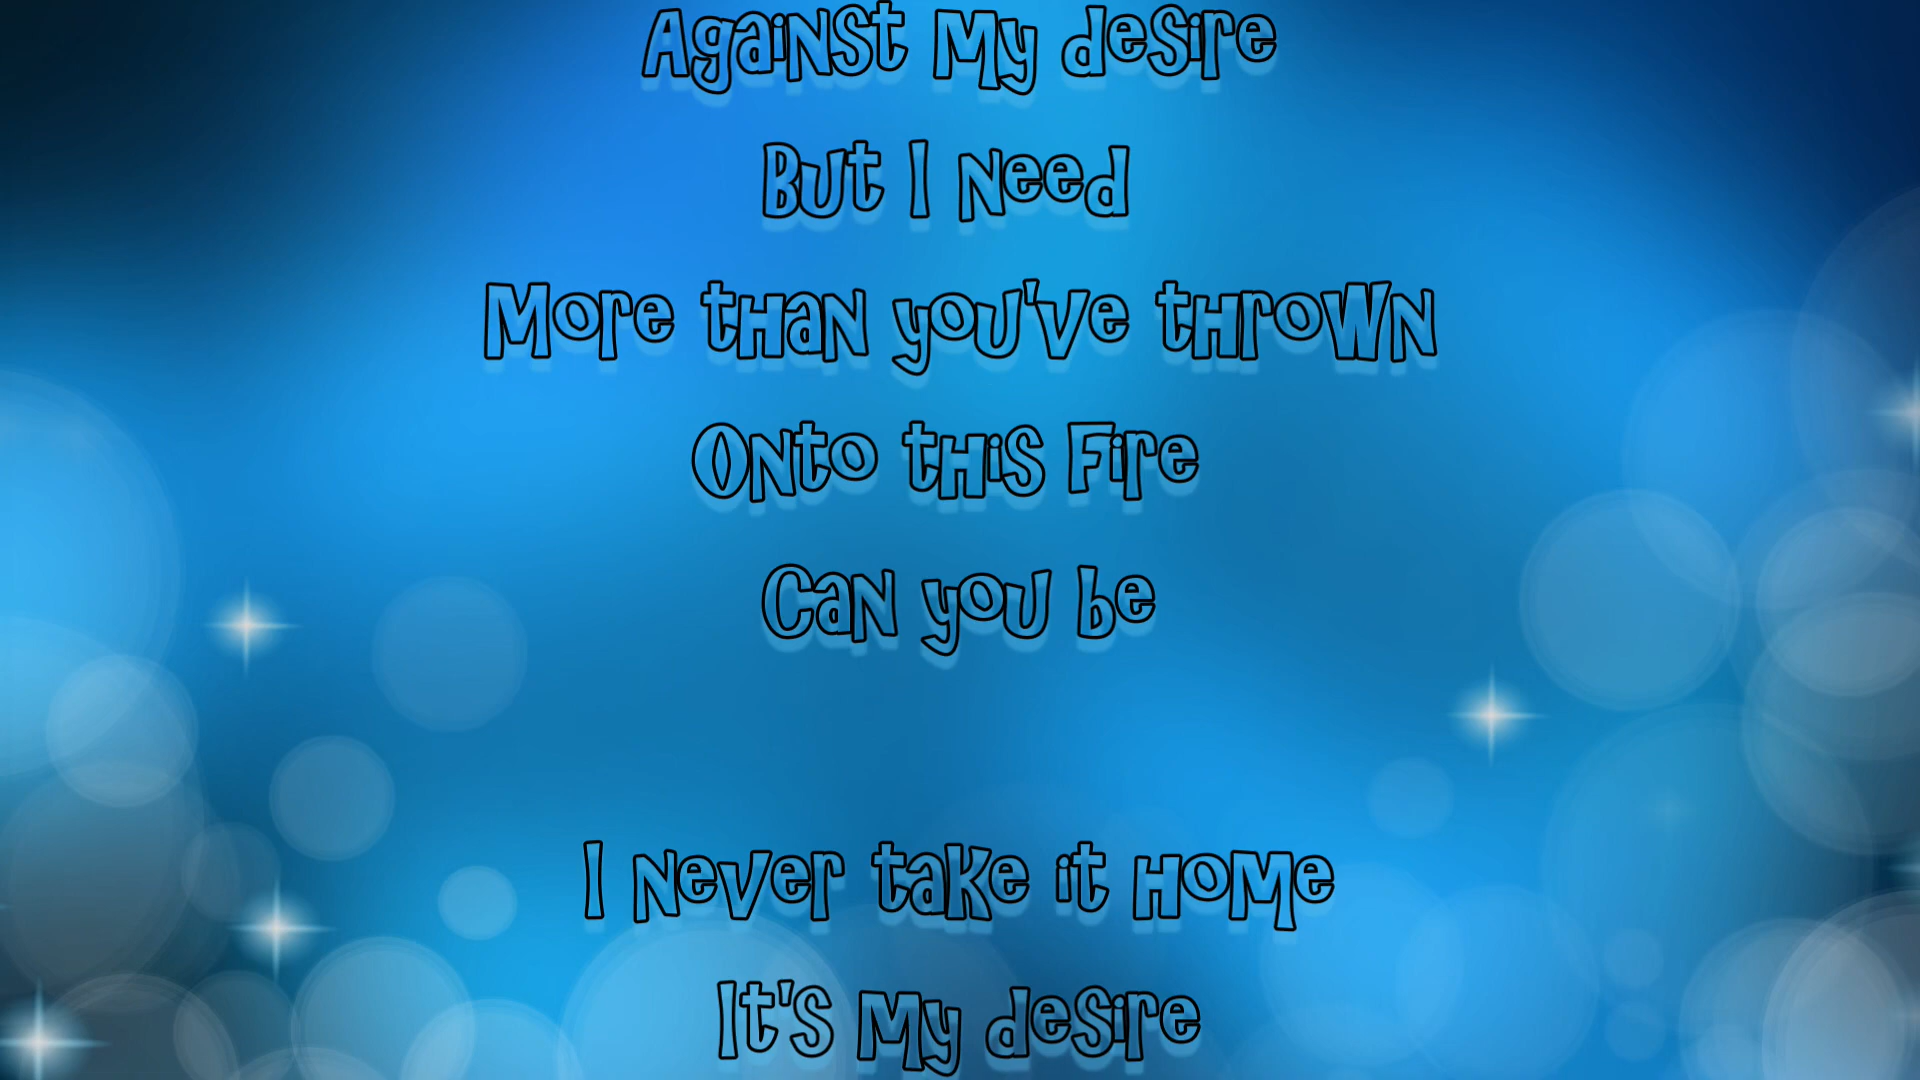 Against my desire
But I need
More than you've thrown
Onto this fire
Can you be
I never take it home
It's my desire